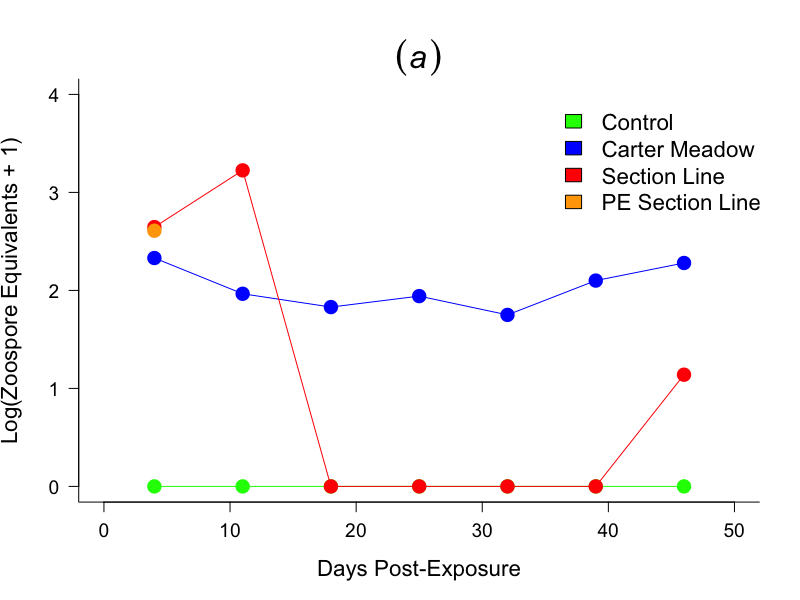 (a)
4
3
2
1
0
Log(Zoospore Equivalents + 1)
Control
Carter Meadow
Section Line
PE Section Line
0 10 20 30 40 50
Days Post-Exposure